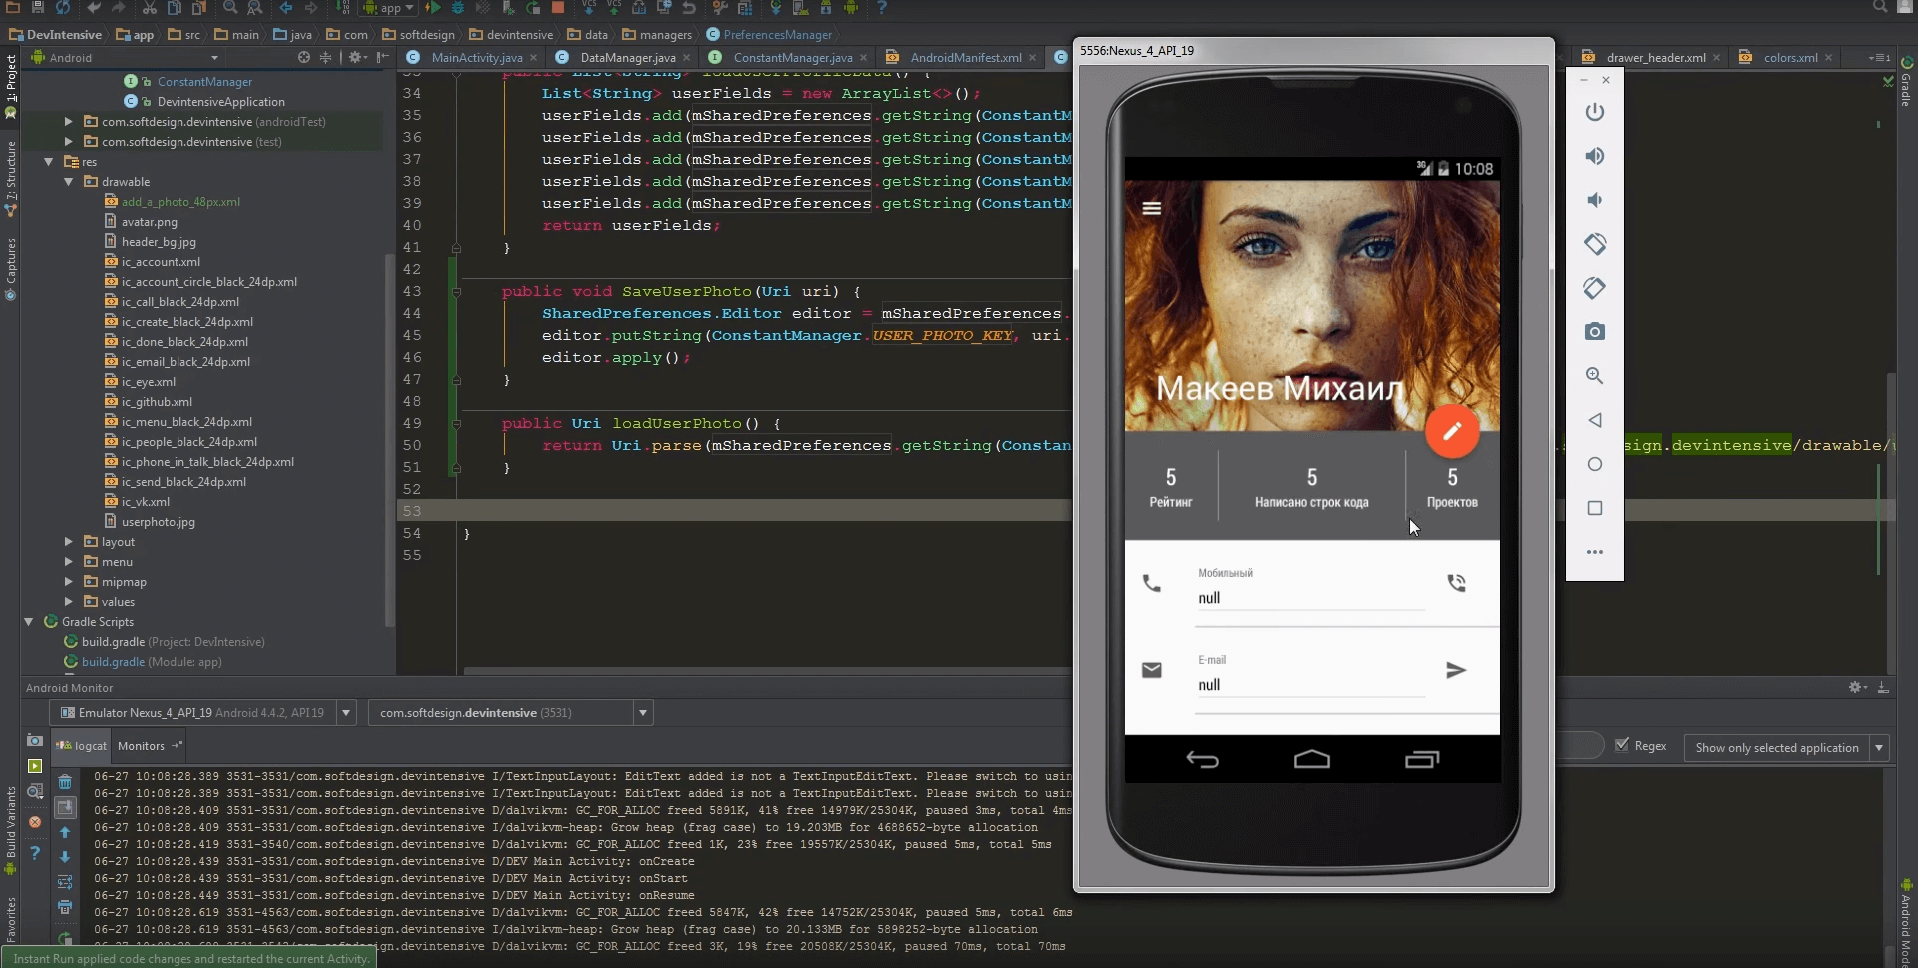 app
DevIntensive app src main java com softdesign devintensive data managers PreferencesManager
Android
MainActivity.java DataManager.java ConstantManager.java AndroidManifest.xml drawer_header.xml colors.xml
1: Project
7: Structure
Captures
Build Variants
Favorites
Gradle
ConstantManager
DevintensiveApplication
com.softdesign.devintensive (androidTest)
com.softdesign.devintensive (test)
res
drawable
add_a_photo_48px.xml
avatar.png
header_bg.jpg
ic_account.xml
ic_account_circle_black_24dp.xml
ic_call_black_24dp.xml
ic_create_black_24dp.xml
ic_done_black_24dp.xml
ic_email_black_24dp.xml
ic_eye.xml
ic_github.xml
ic_menu_black_24dp.xml
ic_people_black_24dp.xml
ic_phone_in_talk_black_24dp.xml
ic_send_black_24dp.xml
ic_vk.xml
userphoto.jpg
layout
menu
mipmap
values
Gradle Scripts
build.gradle (Project: DevIntensive)
build.gradle (Module: app)
34 List<String> userFields = new ArrayList<>();
35 userFields.add(mSharedPreferences.getString(ConstantM
36 userFields.add(mSharedPreferences.getString(ConstantM
37 userFields.add(mSharedPreferences.getString(ConstantM
38 userFields.add(mSharedPreferences.getString(ConstantM
39 userFields.add(mSharedPreferences.getString(ConstantM
40 return userFields;
41 }
42
43 public void SaveUserPhoto(Uri uri) {
44 SharedPreferences.Editor editor = mSharedPreferences.
45 editor.putString(ConstantManager.USER_PHOTO_KEY, uri.
46 editor.apply();
47 }
48
49 public Uri loadUserPhoto() {
50 return Uri.parse(mSharedPreferences.getString(Constan
sign.devintensive/drawable/
51 }
52
53
54 }
55
5556:Nexus_4_API_19
3G 10:08
Макеев Михаил
5 5 5
Рейтинг Написано строк кода Проектов
Мобильный
null
E-mail
null
Android Monitor
Emulator Nexus_4_API_19 Android 4.4.2, API 19 com.softdesign.devintensive (3531)
logcat Monitors Regex Show only selected application
06-27 10:08:28.389 3531-3531/com.softdesign.devintensive I/TextInputLayout: EditText added is not a TextInputEditText. Please switch to usin
06-27 10:08:28.389 3531-3531/com.softdesign.devintensive I/TextInputLayout: EditText added is not a TextInputEditText. Please switch to usin
06-27 10:08:28.409 3531-3531/com.softdesign.devintensive D/dalvikvm: GC_FOR_ALLOC freed 5891K, 41% free 14979K/25304K, paused 3ms, total 4ms
06-27 10:08:28.409 3531-3531/com.softdesign.devintensive I/dalvikvm-heap: Grow heap (frag case) to 19.203MB for 4688652-byte allocation
06-27 10:08:28.419 3531-3540/com.softdesign.devintensive D/dalvikvm: GC_FOR_ALLOC freed 1K, 23% free 19557K/25304K, paused 5ms, total 5ms
06-27 10:08:28.439 3531-3531/com.softdesign.devintensive D/DEV Main Activity: onCreate
06-27 10:08:28.449 3531-3531/com.softdesign.devintensive D/DEV Main Activity: onStart
06-27 10:08:28.449 3531-3531/com.softdesign.devintensive D/DEV Main Activity: onResume
06-27 10:08:28.619 3531-4563/com.softdesign.devintensive D/dalvikvm: GC_FOR_ALLOC freed 5847K, 42% free 14752K/25304K, paused 5ms, total 6ms
06-27 10:08:28.619 3531-4563/com.softdesign.devintensive I/dalvikvm-heap: Grow heap (frag case) to 20.133MB for 5898252-byte allocation
softdesign.devintensive D/dalvikvm: GC_FOR_ALLOC freed 3K, 19% free 20508K/25304K, paused 70ms, total 70ms
Instant Run applied code changes and restarted the current Activity.